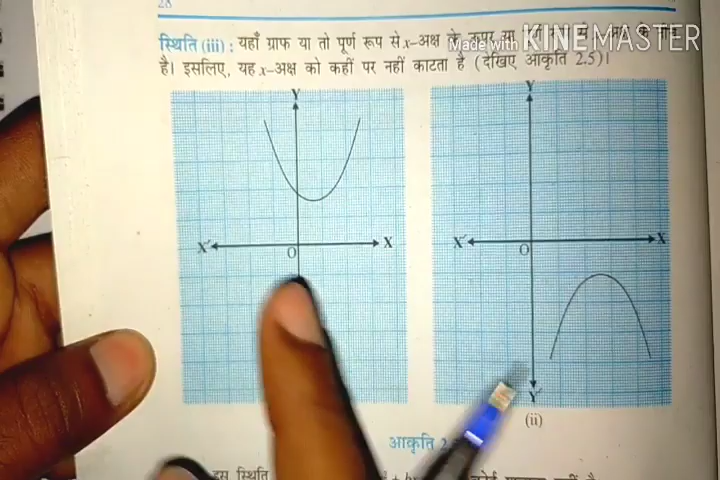 28
स्थिति (iii) : यहाँ ग्राफ या तो पूर्ण रूप से x-अक्ष के ऊपर या
Made with KINEMASTER
है। इसलिए, यह x-अक्ष को कहीं पर नहीं काटता है (देखिए आकृति 2.5)।
Y Y
X' O X X' O X
Y'
(ii)
आकृति 2
इस स्थिति